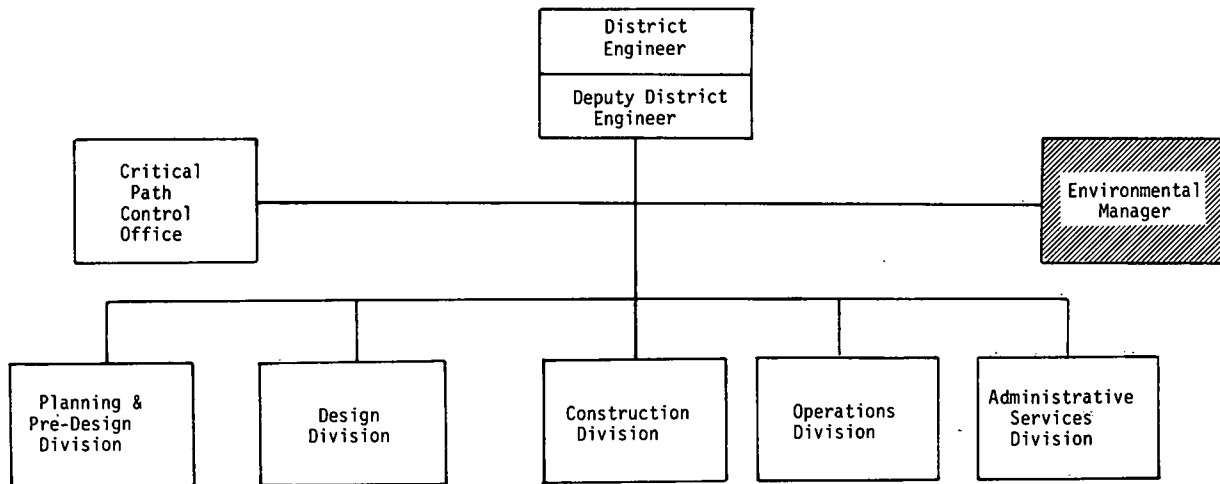 District
Engineer
Deputy District
Engineer
Critical
Path
Control
Office
Environmental
Manager
Planning &
Pre-Design
Division
Design
Division
Construction
Division
Operations
Division
Administrative
Services
Division